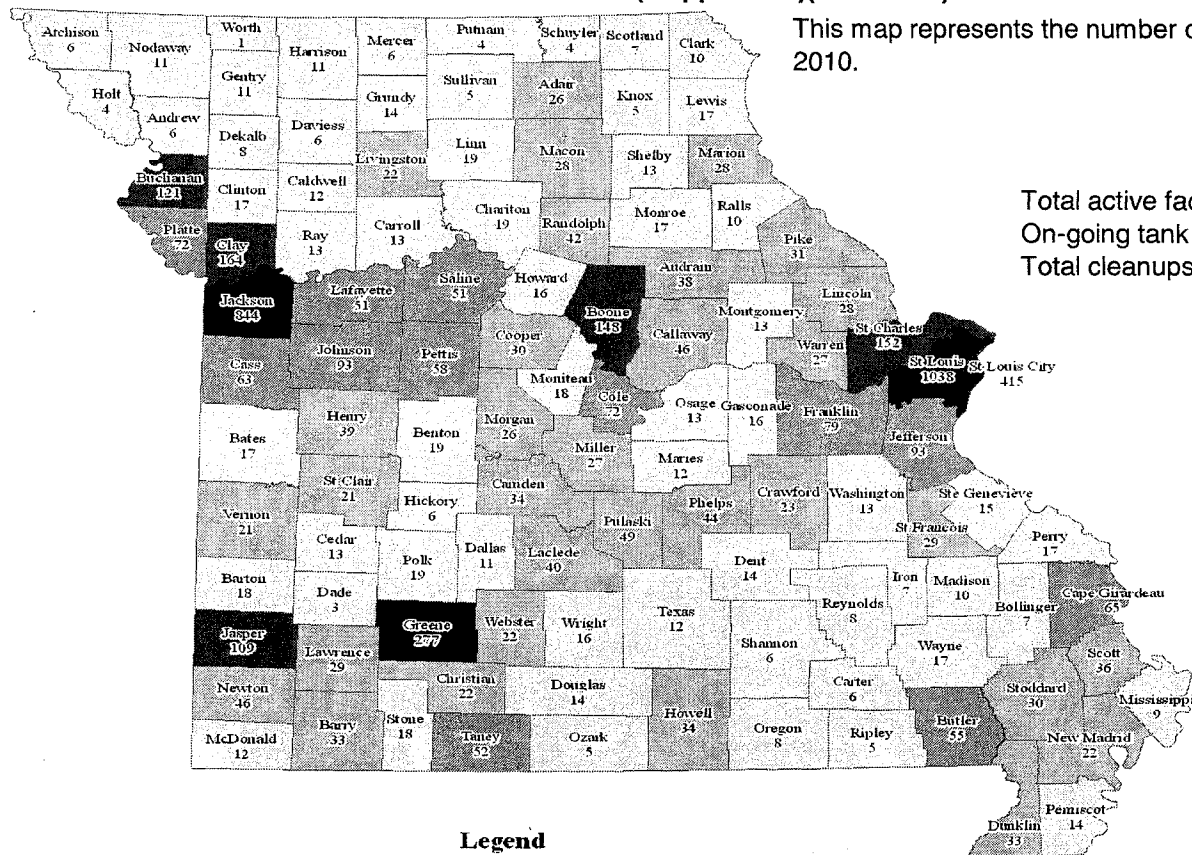 This map represents the number o
2010.
Total active fac
On-going tank
Total cleanups
Archison
6
Nodaway
11
Worth
1
Harrison
11
Mercer
6
Putnam
4
Schuyler
4
Scotland
7
Clark
10
Holt
4
Andrew
6
Gentry
11
Dekalb
8
Daviess
6
Grundy
14
Sullivan
5
Adair
26
Knox
5
Lewis
17
Buchanan
121
Clinton
17
Caldwell
12
Livingston
22
Linn
19
Macon
28
Shelby
13
Marion
28
Platte
72
Clay
164
Ray
13
Carroll
13
Chariton
19
Randolph
42
Monroe
17
Ralls
10
Pike
31
Jackson
844
Lafayette
51
Saline
51
Howard
16
Boone
148
Audrain
38
Callaway
46
Montgomery
13
Lincoln
28
Warren
27
St Charles
152
St Louis
1038
St Louis City
415
Cass
63
Johnson
93
Pettis
58
Cooper
30
Moniteau
18
Cole
72
Osage
13
Gasconade
16
Franklin
79
Jefferson
93
Bates
17
Henry
39
Benton
19
Morgan
26
Miller
27
Maries
12
Vernon
21
St Clair
21
Hickory
6
Camden
34
Pulaski
49
Phelps
44
Crawford
23
Washington
13
Ste Genevieve
15
St Francois
29
Perry
17
Cedar
13
Polk
19
Dallas
11
Laclede
40
Dent
14
Iron
7
Madison
10
Bollinger
7
Cape Girardeau
65
Barton
18
Dade
3
Greene
277
Webster
22
Wright
16
Texas
12
Reynolds
8
Shannon
6
Wayne
17
Jasper
109
Lawrence
29
Christian
22
Douglas
14
Howell
34
Carter
6
Butler
55
Stoddard
30
Scott
36
Mississippi
9
Newton
46
Barry
33
Stone
18
Taney
52
Ozark
5
Oregon
8
Ripley
5
New Madrid
22
McDonald
12
Dunklin
33
Pemiscot
14
Legend